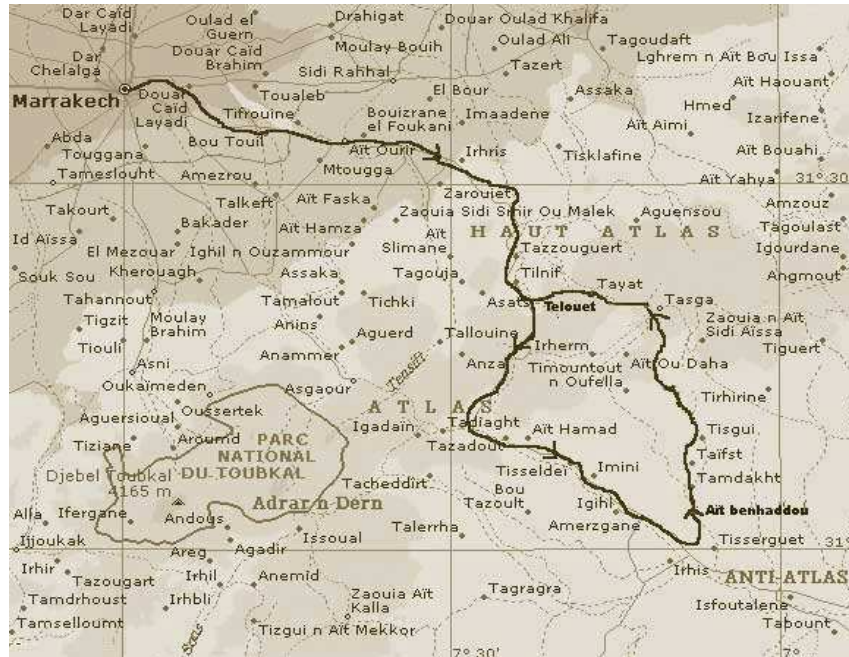 Dar Caïd
Layadi
Oulad el
Guern
Drahigat
Douar Oulad Khalifa
Dar
Chelalga
Douar Caïd
Brahim
Moulay Bouih
Oulad Ali
Tagoudaft
Lghrem n Aït Bou Issa
Sidi Rahhal
Tazert
Aït Haouant
Marrakech
Douar
Caïd
Layadi
Toualeb
El Bour
Assaka
Hmed
Izarifene
Tifrouine
Bouizrane
el Foukani
Imaadene
Aït Aimi
Abda
Bou Touil
Aït Ourir
Irhris
Tisklafine
Aït Bouahi
Touggana
Tameslouht
Amezrou
Mtougga
Aït Yahya
31° 30
Zarouiet
Talkeft
Aït Faska
Amzouz
Takourt
Bakader
Aït Hamza
Zaouia Sidi Smir Ou Malek
Aguensou
Tagoulast
Id Aïssa
Aït
Slimane
HAUT ATLAS
El Mezouar
Ighil n Ouzammour
Tazzouguert
Igourdane
Souk Sou
Kherouagh
Assaka
Tagouja
Tilnif
Angmout
Tahannout
Tamalout
Tichki
Asats
Tayat
Telouet
Tasga
Tigzit
Moulay
Brahim
Anins
Aguerd
Tallouine
Zaouia n Aït
Sidi Aïssa
Tiouli
Anammer
Irherm
Tiguert
Asni
Anza
Timountout
n Oufella
Aït Ou Daha
Oukaïmeden
Asgaour
Tensift
Tirhirine
Aguersioual
Oussertek
ATLAS
Tadiaght
Aït Hamad
Tisgui
Tiziane
Aroumd
PARC
NATIONAL
DU TOUBKAL
Igadaïn
Tazadout
Taïfst
Djebel Toubkal
4165 m
Tacheddirt
Tisseldeï
Imini
Tamdakht
Adrar n Dern
Bou
Tazoult
Igihl
Aït benhaddou
Alla
Ifergane
Andous
Talerrha
Amerzgane
Ijjoukak
Issoual
Tisserguet
31°
Areg
Agadir
Irhir
Irhis
Tazougart
Irhil
Anemid
ANTI-ATLAS
Tamdrhoust
Irhbli
Zaouia Aït
Kalla
Tagragra
Isfoutalene
Tamselloumt
Tizgui n Aït Mekkor
Tabount
7° 30'
7°